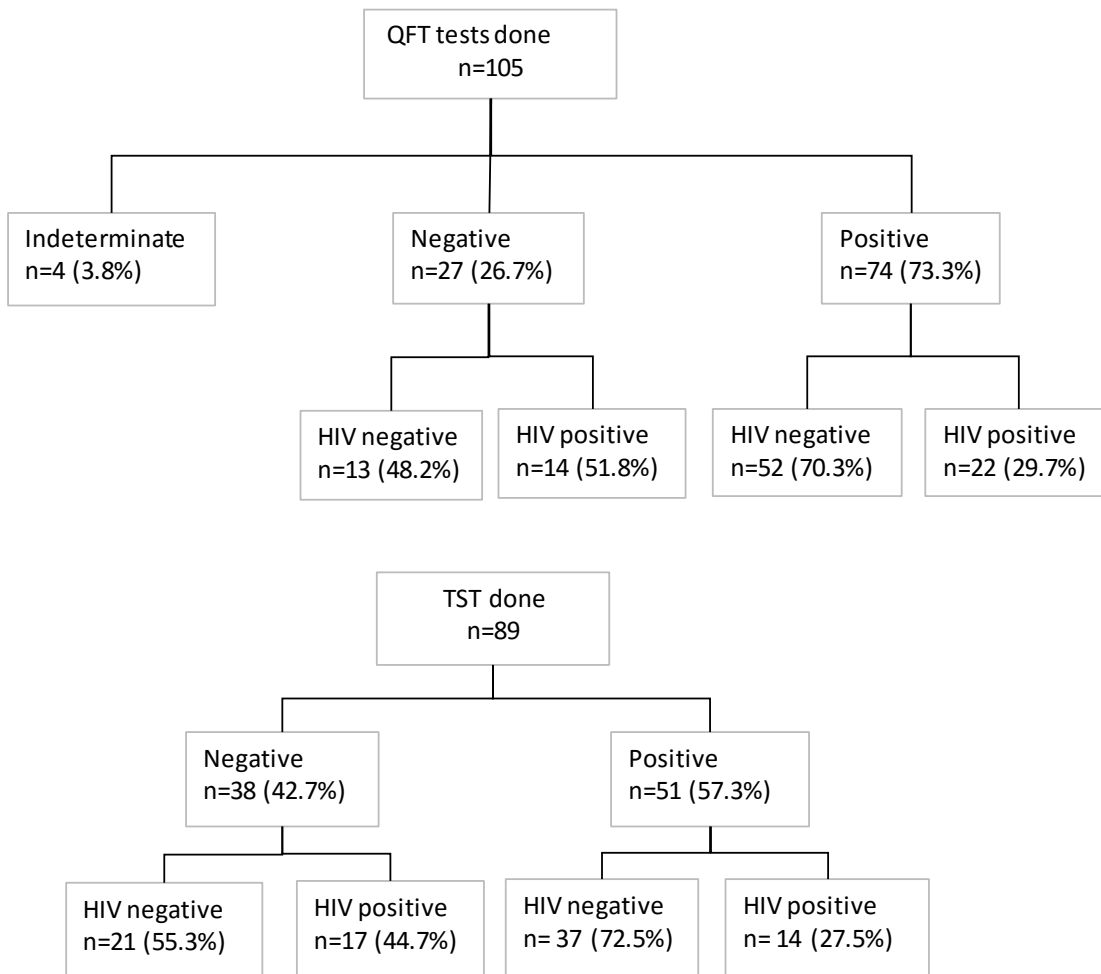 QFT tests done
n=105
Indeterminate
n=4 (3.8%)
Negative
n=27 (26.7%)
Positive
n=74 (73.3%)
HIV negative
n=13 (48.2%)
HIV positive
n=14 (51.8%)
HIV negative
n=52 (70.3%)
HIV positive
n=22 (29.7%)
TST done
n=89
Negative
n=38 (42.7%)
Positive
n=51 (57.3%)
HIV negative
n=21 (55.3%)
HIV positive
n=17 (44.7%)
HIV negative
n= 37 (72.5%)
HIV positive
n= 14 (27.5%)